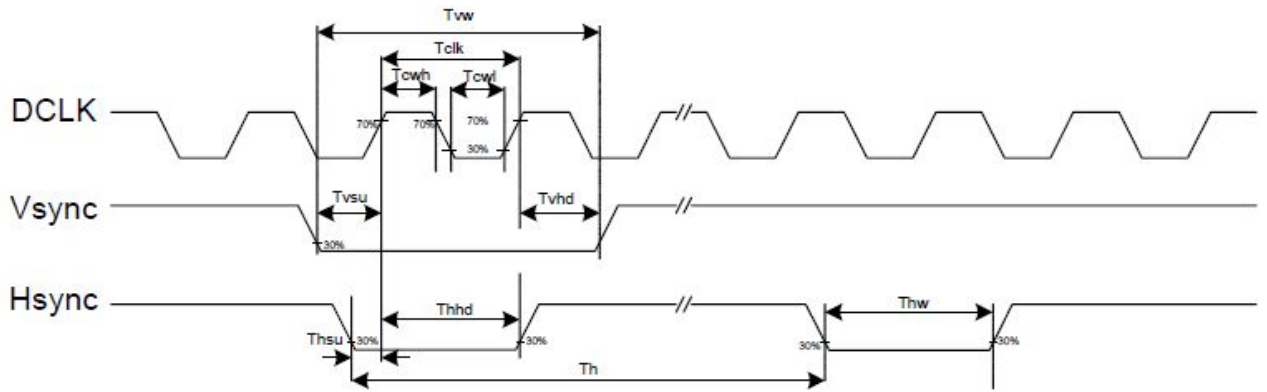 Tvw
Tclk
Tcwh Tcwl
DCLK
70% 70% 70%
30%
Vsync
Tvsu Tvhd
30%
//
Hsync
Thhd Thw
Thsu 30% 30% 30% 30%
Th